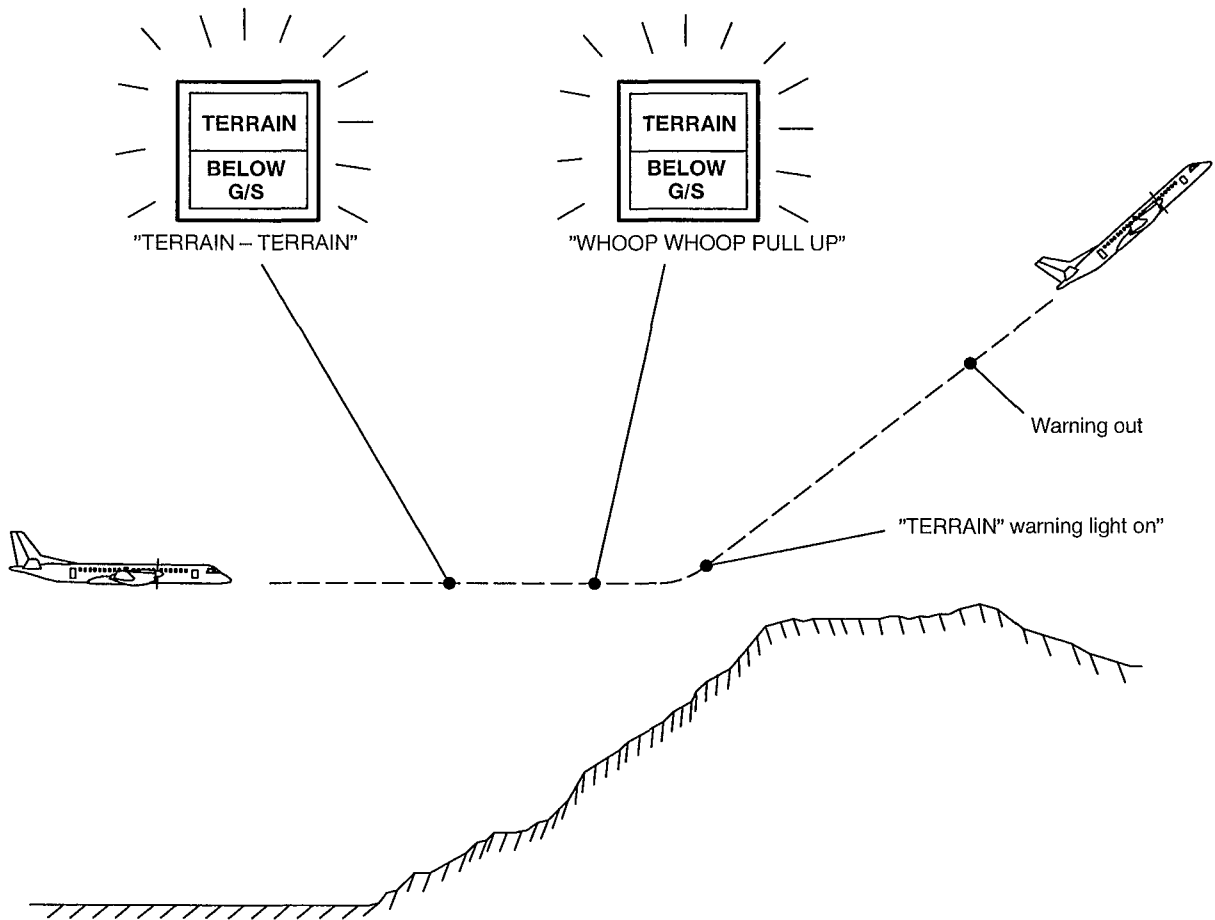 TERRAIN
BELOW
G/S
”TERRAIN – TERRAIN”
TERRAIN
BELOW
G/S
”WHOOP WHOOP PULL UP”
Warning out
”TERRAIN” warning light on”